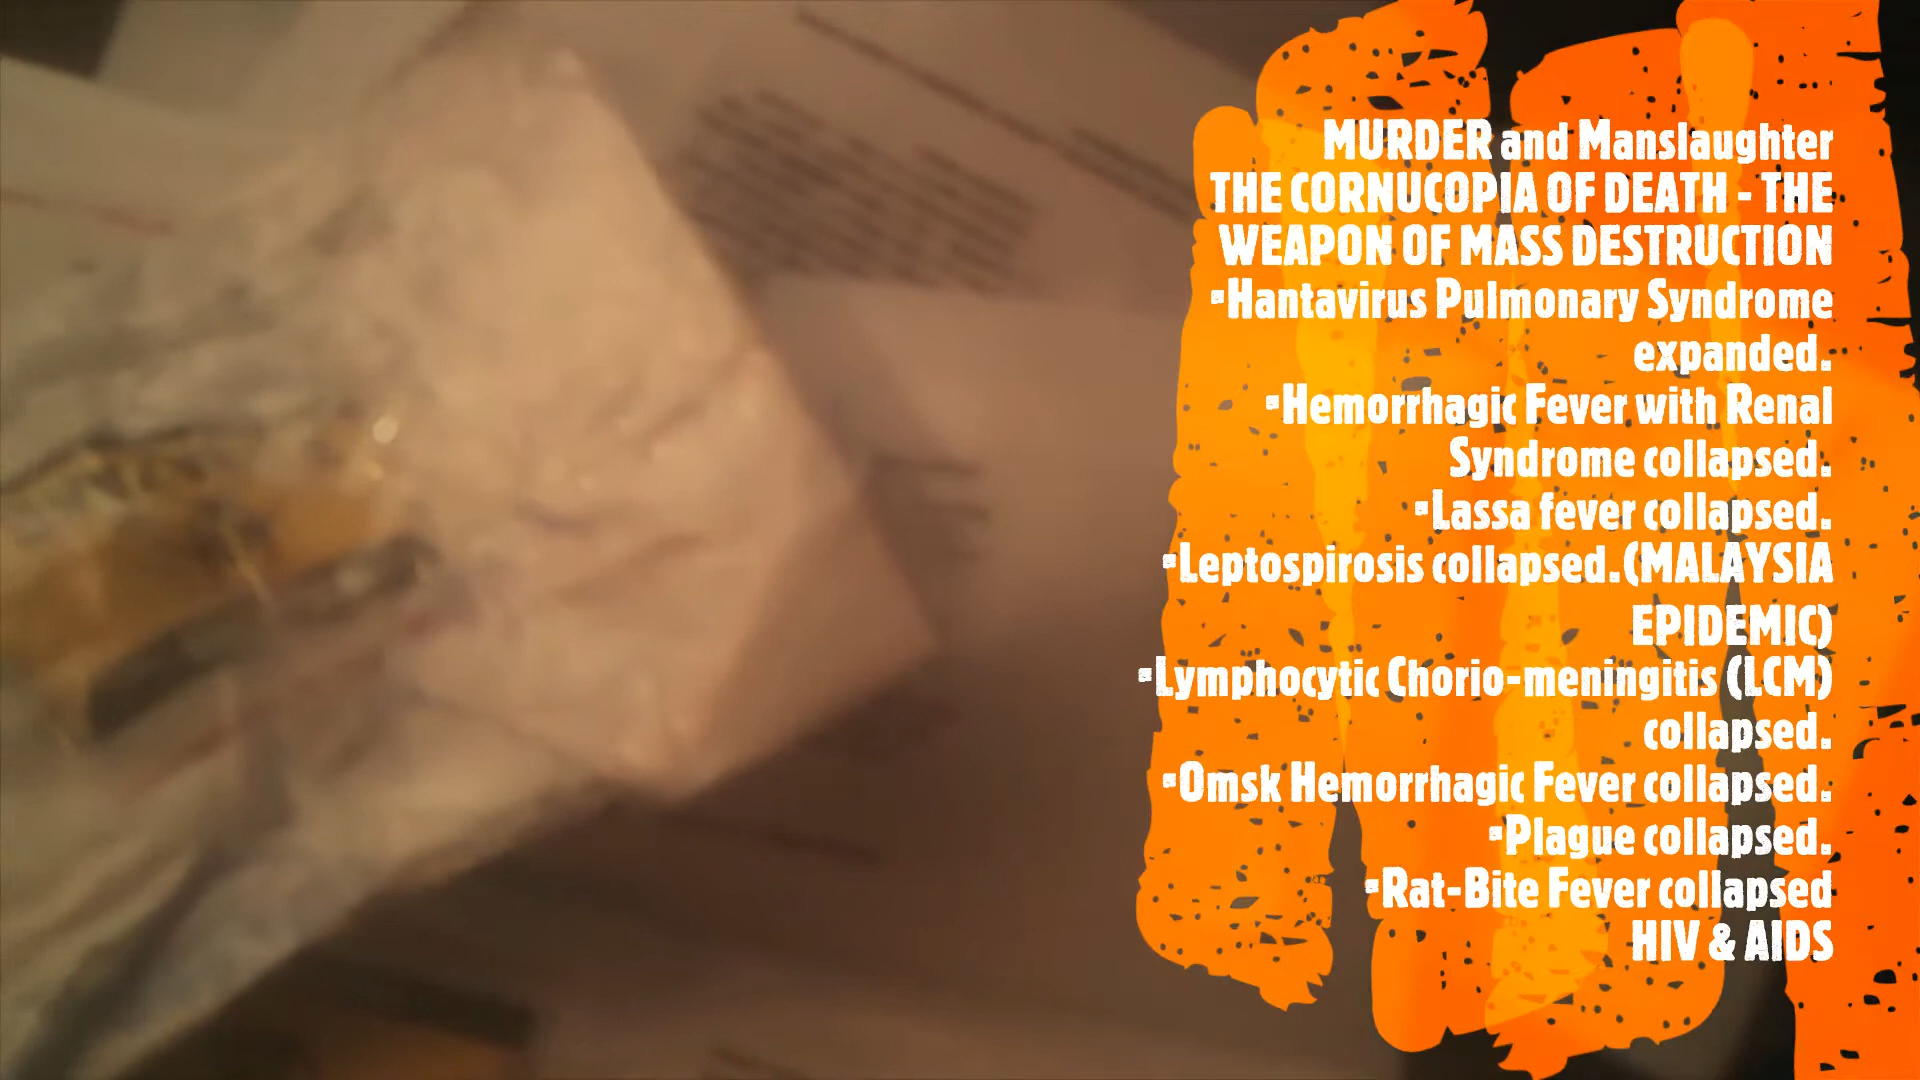 MURDER and Manslaughter
THE CORNUCOPIA OF DEATH - THE
WEAPON OF MASS DESTRUCTION
▪Hantavirus Pulmonary Syndrome
expanded.
▪Hemorrhagic Fever with Renal
Syndrome collapsed.
▪Lassa fever collapsed.
▪Leptospirosis collapsed.(MALAYSIA
EPIDEMIC)
▪Lymphocytic Chorio-meningitis (LCM)
collapsed.
▪Omsk Hemorrhagic Fever collapsed.
▪Plague collapsed.
▪Rat-Bite Fever collapsed
HIV & AIDS